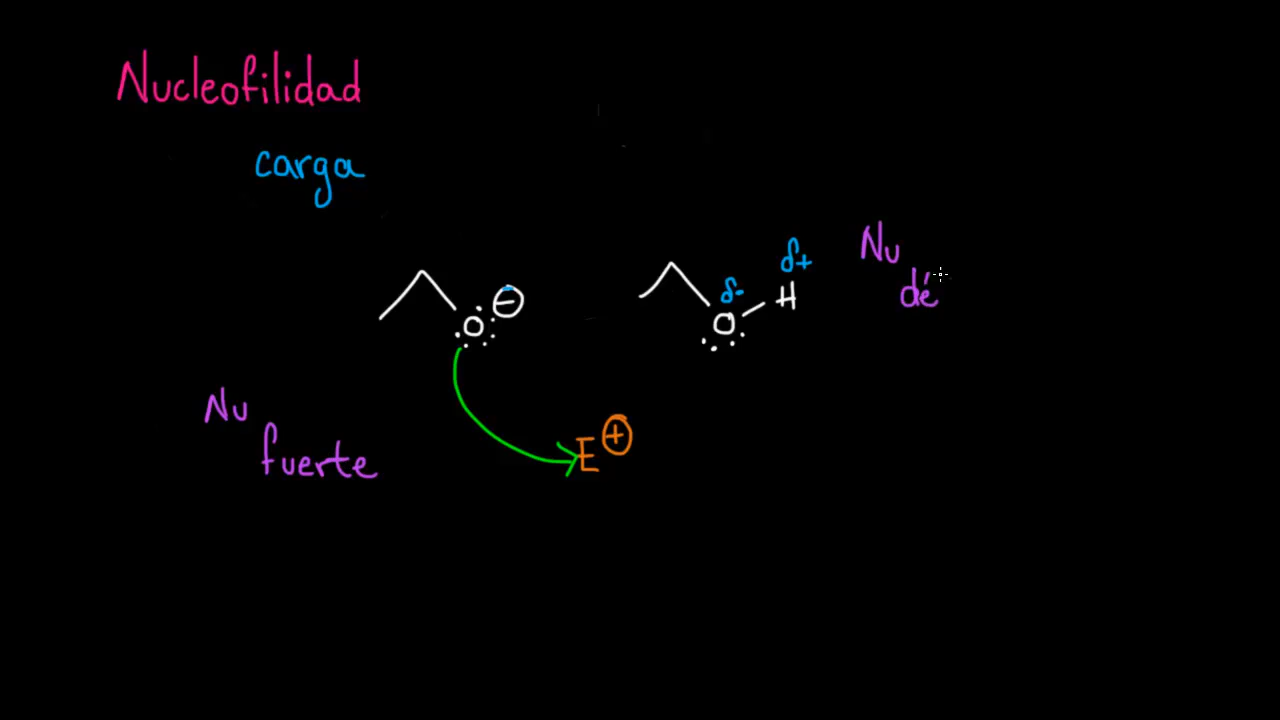 Nucleofilidad
carga
δ+
Nu
δ-
H
dé
O ⊖
O
Nu
E ⊕
fuerte